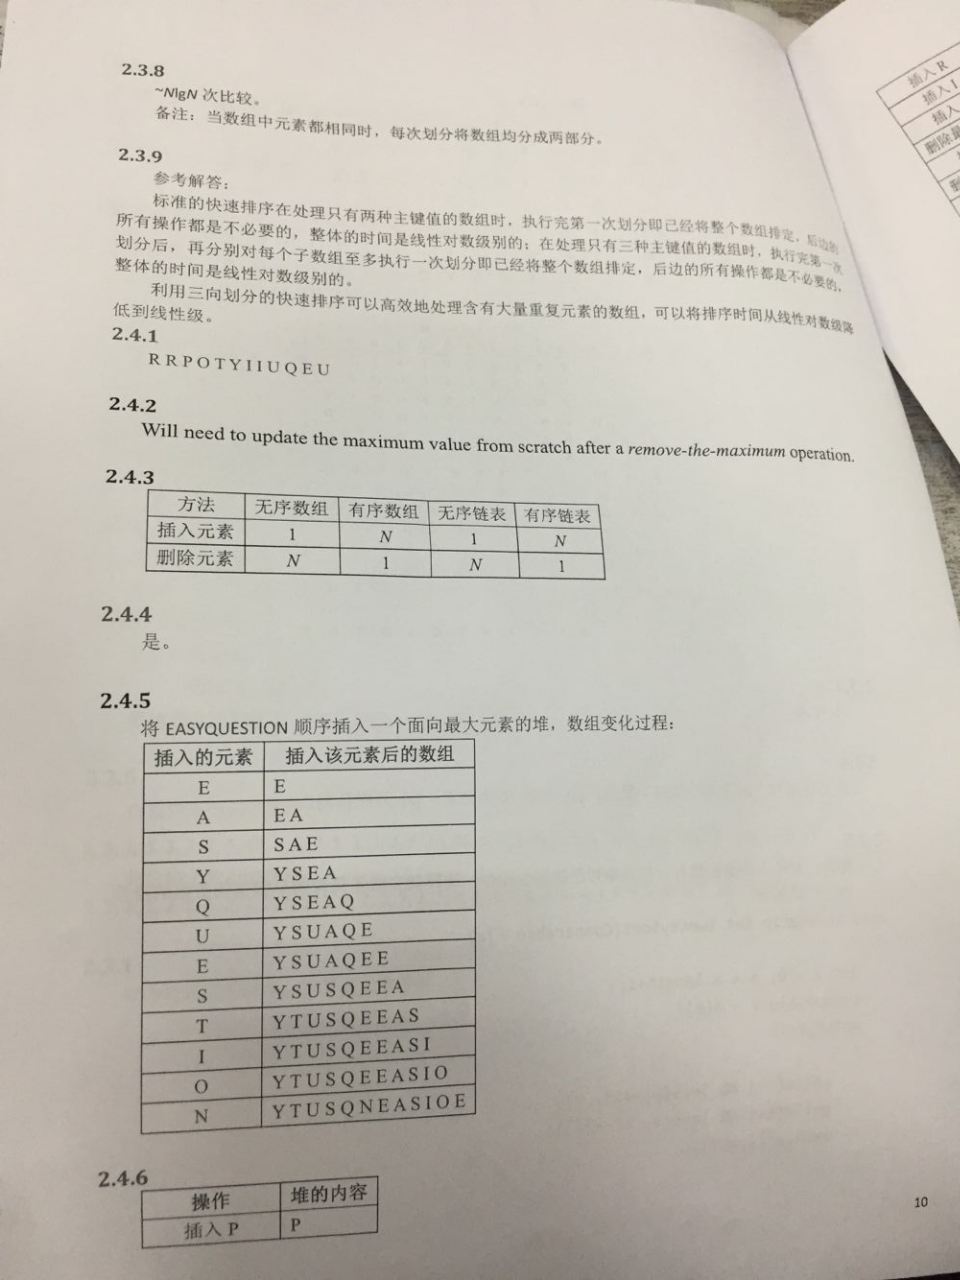 2.3.8
~NlgN 次比较。
备注：当数组中元素都相同时，每次划分将数组均分成两部分。
2.3.9
参考解答：
标准的快速排序在处理只有两种主键值的数组时，执行完第一次划分即已经将整个数组排定，后边的
所有操作都是不必要的，整体的时间是线性对数级别的；在处理只有三种主键值的数组时，执行完第一次
划分后，再分别对每个子数组至多执行一次划分即已经将整个数组排定，后边的所有操作都是不必要的，
整体的时间是线性对数级别的。
利用三向划分的快速排序可以高效地处理含有大量重复元素的数组，可以将排序时间从线性对数级降
低到线性级。
2.4.1
R R P O T Y I I U Q E U
2.4.2
Will need to update the maximum value from scratch after a remove-the-maximum operation.
2.4.3
方法 无序数组 有序数组 无序链表 有序链表
插入元素 1 N 1 N
删除元素 N 1 N 1
2.4.4
是。
2.4.5
将 EASYQUESTION 顺序插入一个面向最大元素的堆，数组变化过程：
插入的元素 插入该元素后的数组
E E
A E A
S S A E
Y Y S E A
Q Y S E A Q
U Y S U A Q E
E Y S U A Q E E
S Y S U S Q E E A
T Y T U S Q E E A S
I Y T U S Q E E A S I
O Y T U S Q E E A S I O
N Y T U S Q N E A S I O E
2.4.6
操作 堆的内容
插入 P P
10
插入 R
插入 I
插入